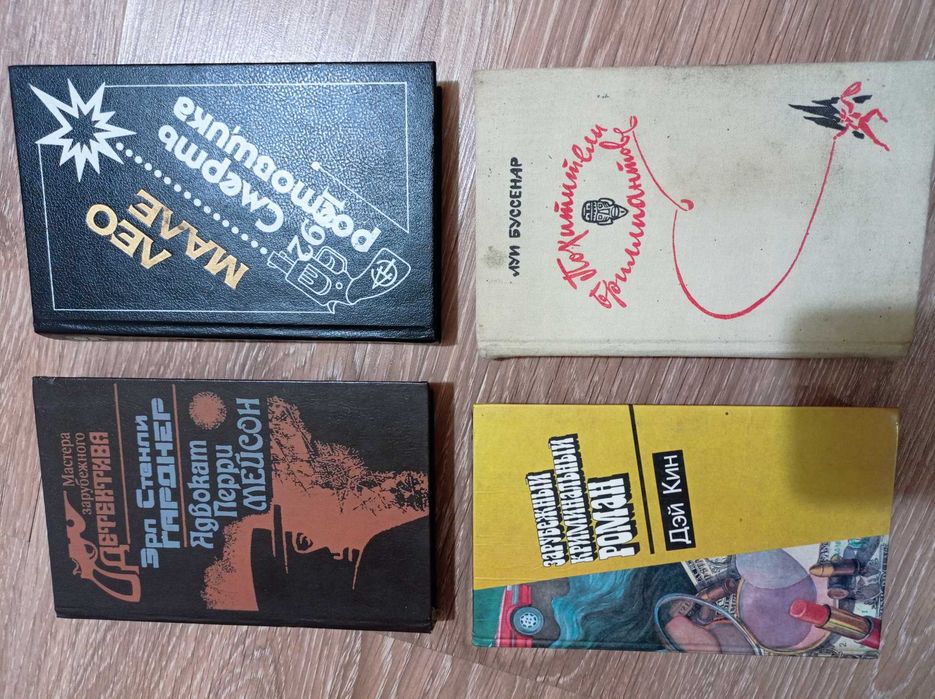 ЛЕО
МАЛЕ
Смерть
ростовщика
ЛУИ БУССЕНАР
Похитители
бриллиантов
Мастера
зарубежного
ДЕТЕКТИВА
ЭРЛ СТЕНЛИ
ГАРДНЕР
Адвокат
Перри
МЕЙСОН
ЗАРУБЕЖНЫЙ
КРИМИНАЛЬНЫЙ
РОМАН
ДЭЙ КИН